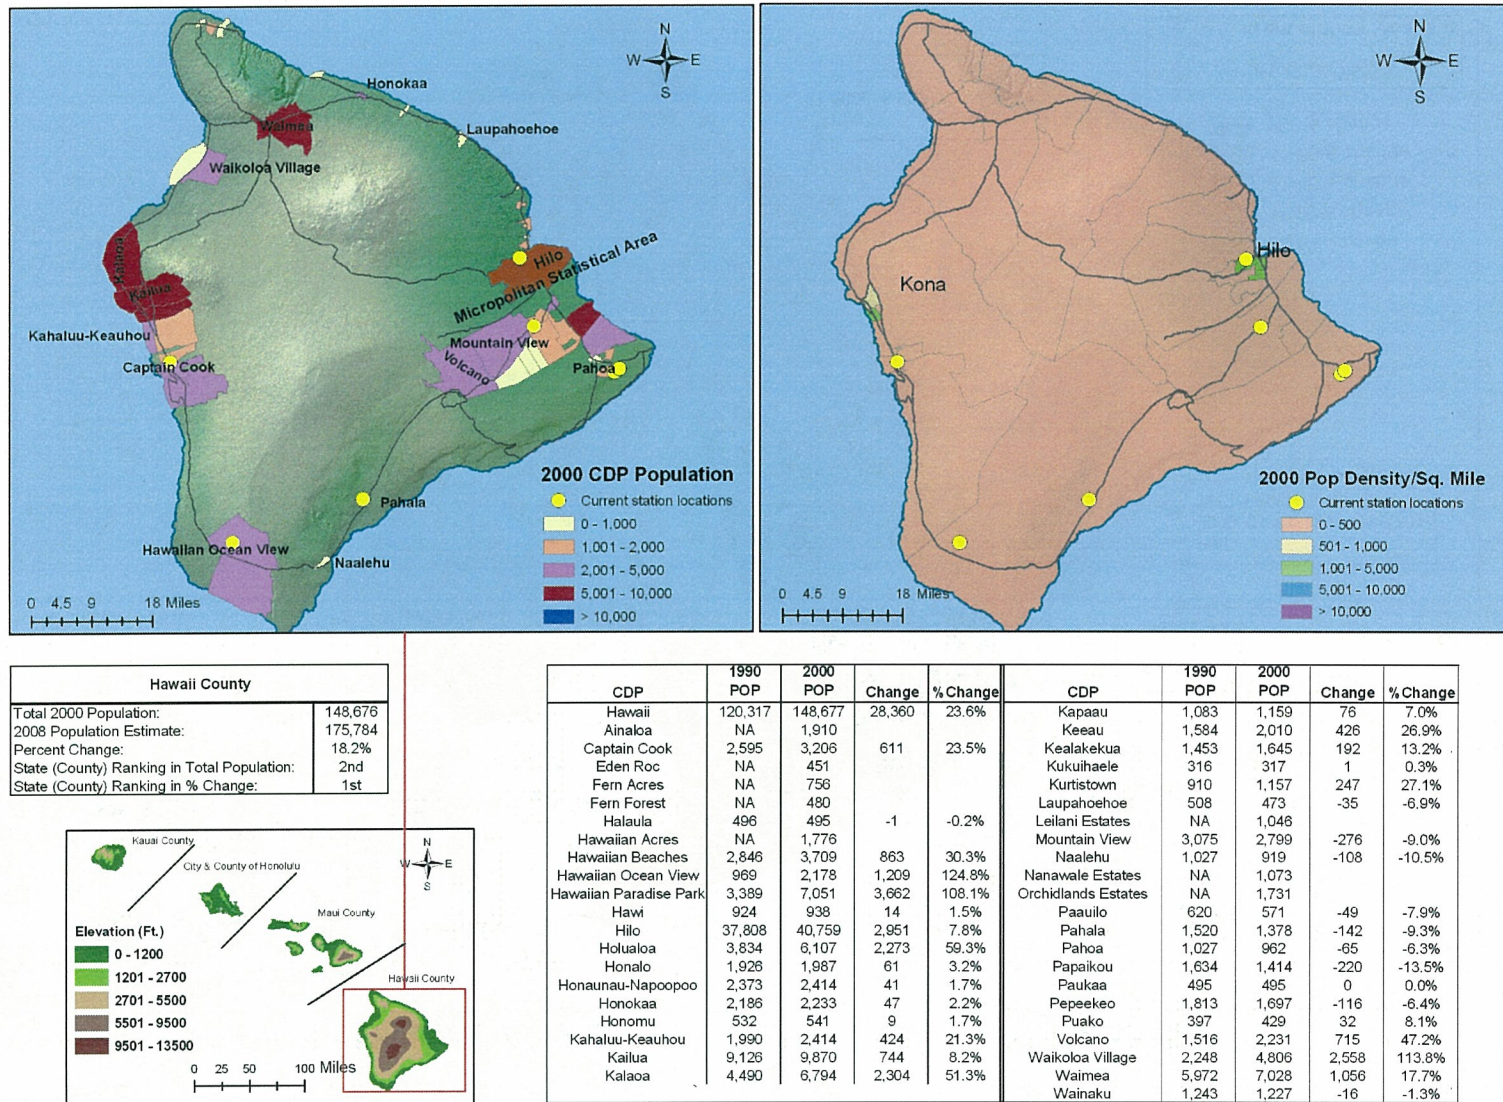 N
W E
S
Honokaa
Waimea
Laupahoehoe
Waikoloa Village
Kalaoa
Kailua
Hilo
Micropolitan Statistical Area
Kahaluu-Keauhou
Mountain View
Captain Cook
Volcano
Pahoa
Pahala
Hawaiian Ocean View
Naalehu
2000 CDP Population
Current station locations
0 - 1,000
1,001 - 2,000
2,001 - 5,000
5,001 - 10,000
> 10,000
0 4.5 9 18 Miles
N
W E
S
Hilo
Kona
2000 Pop Density/Sq. Mile
Current station locations
0 - 500
501 - 1,000
1,001 - 5,000
5,001 - 10,000
> 10,000
0 4.5 9 18 Miles
Hawaii County
Total 2000 Population: 148,676
2008 Population Estimate: 175,784
Percent Change: 18.2%
State (County) Ranking in Total Population: 2nd
State (County) Ranking in % Change: 1st
Kauai County
City & County of Honolulu
Maui County
Hawaii County
N
W E
S
Elevation (Ft.)
0 - 1200
1201 - 2700
2701 - 5500
5501 - 9500
9501 - 13500
0 25 50 100 Miles
CDP 1990 POP 2000 POP Change % Change
Hawaii 120,317 148,677 28,360 23.6%
Ainaloa NA 1,910
Captain Cook 2,595 3,206 611 23.5%
Eden Roc NA 451
Fern Acres NA 756
Fern Forest NA 480
Halaula 496 495 -1 -0.2%
Hawaiian Acres NA 1,776
Hawaiian Beaches 2,846 3,709 863 30.3%
Hawaiian Ocean View 969 2,178 1,209 124.8%
Hawaiian Paradise Park 3,389 7,051 3,662 108.1%
Hawi 924 938 14 1.5%
Hilo 37,808 40,759 2,951 7.8%
Holualoa 3,834 6,107 2,273 59.3%
Honalo 1,926 1,987 61 3.2%
Honaunau-Napoopoo 2,373 2,414 41 1.7%
Honokaa 2,186 2,233 47 2.2%
Honomu 532 541 9 1.7%
Kahaluu-Keauhou 1,990 2,414 424 21.3%
Kailua 9,126 9,870 744 8.2%
Kalaoa 4,490 6,794 2,304 51.3%
CDP 1990 POP 2000 POP Change % Change
Kapaau 1,083 1,159 76 7.0%
Keeau 1,584 2,010 426 26.9%
Kealakekua 1,453 1,645 192 13.2%
Kukuihaele 316 317 1 0.3%
Kurtistown 910 1,157 247 27.1%
Laupahoehoe 508 473 -35 -6.9%
Leilani Estates NA 1,046
Mountain View 3,075 2,799 -276 -9.0%
Naalehu 1,027 919 -108 -10.5%
Nanawale Estates NA 1,073
Orchidlands Estates NA 1,731
Paauilo 620 571 -49 -7.9%
Pahala 1,520 1,378 -142 -9.3%
Pahoa 1,027 962 -65 -6.3%
Papaikou 1,634 1,414 -220 -13.5%
Paukaa 495 495 0 0.0%
Pepeekeo 1,813 1,697 -116 -6.4%
Puako 397 429 32 8.1%
Volcano 1,516 2,231 715 47.2%
Waikoloa Village 2,248 4,806 2,558 113.8%
Waimea 5,972 7,028 1,056 17.7%
Wainaku 1,243 1,227 -16 -1.3%